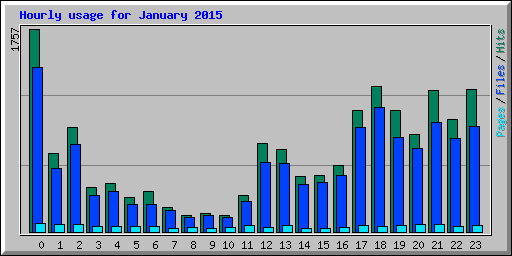 Hourly usage for January 2015
1757
Pages/Files/Hits
0 1 2 3 4 5 6 7 8 9 10 11 12 13 14 15 16 17 18 19 20 21 22 23